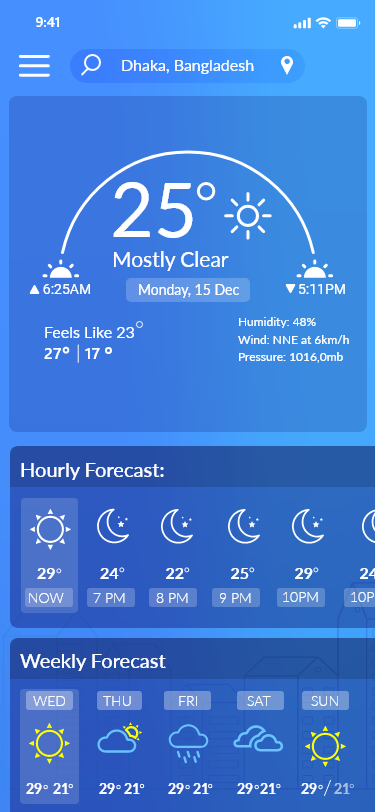 9:41
Dhaka, Bangladesh
25°
Mostly Clear
6:25AM
5:11PM
Monday, 15 Dec
Feels Like 23°
27° | 17 °
Humidity: 48%
Wind: NNE at 6km/h
Pressure: 1016,0mb
Hourly Forecast:
29° 24° 22° 25° 29° 24
NOW 7 PM 8 PM 9 PM 10PM 10P
Weekly Forecast
WED THU FRI SAT SUN
29° 21° 29° 21° 29° 21° 29° 21° 29°/21°